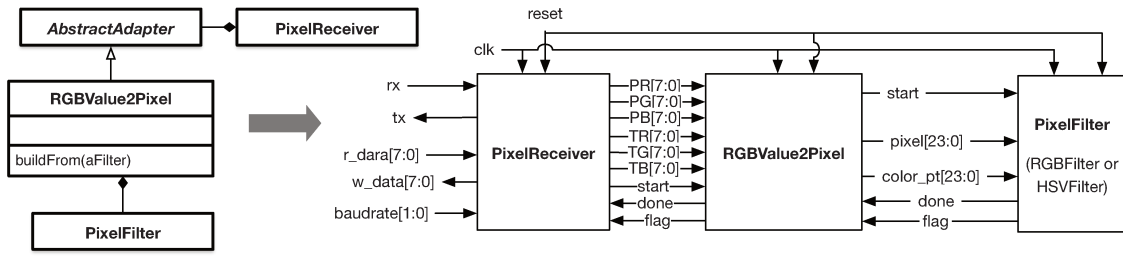 AbstractAdapter
PixelReceiver
RGBValue2Pixel
buildFrom(aFilter)
PixelFilter
reset
clk
rx
tx
r_dara[7:0]
w_data[7:0]
baudrate[1:0]
PixelReceiver
PR[7:0]
PG[7:0]
PB[7:0]
TR[7:0]
TG[7:0]
TB[7:0]
start
done
flag
RGBValue2Pixel
start
pixel[23:0]
color_pt[23:0]
done
flag
PixelFilter
(RGBFilter or
HSVFilter)